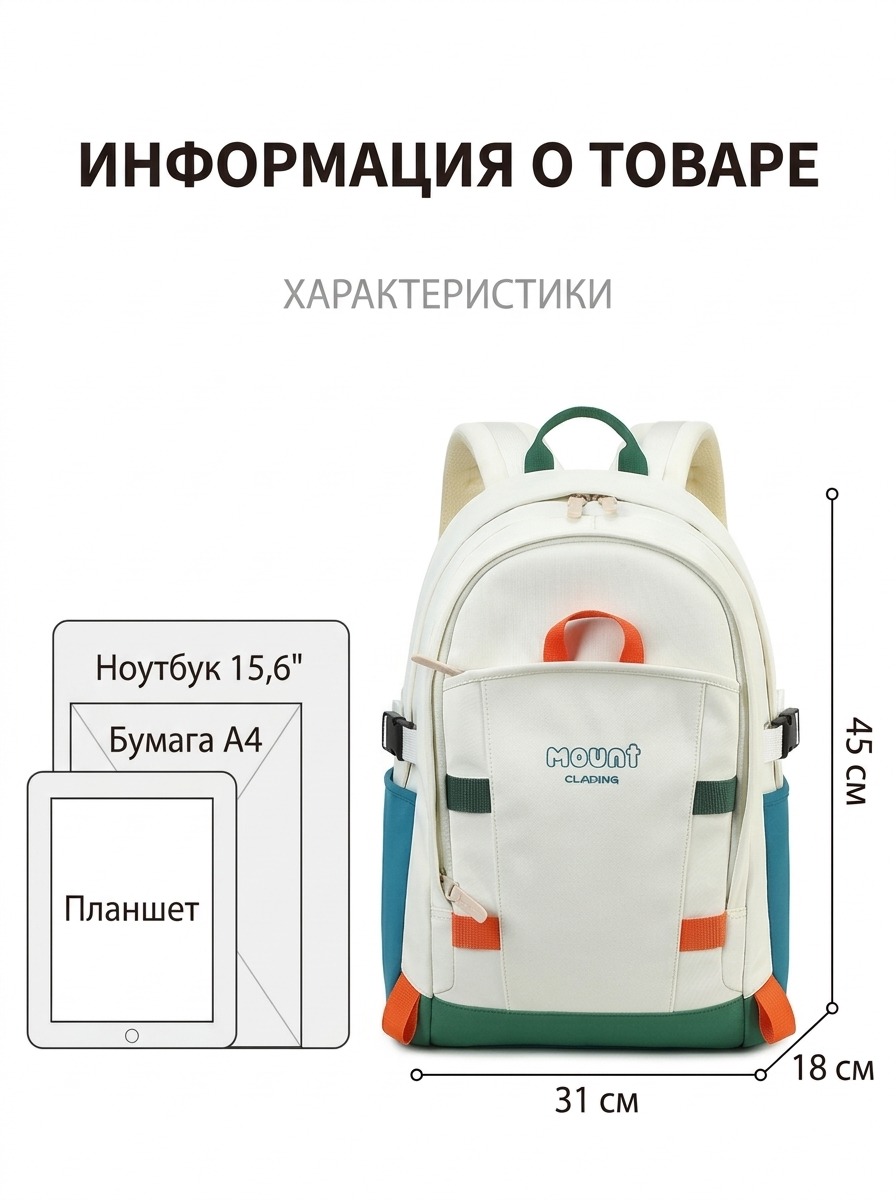 ИНФОРМАЦИЯ О ТОВАРЕ
ХАРАКТЕРИСТИКИ
Ноутбук 15,6"
Бумага А4
Планшет
Mount
CLADING
45 см
18 см
31 см